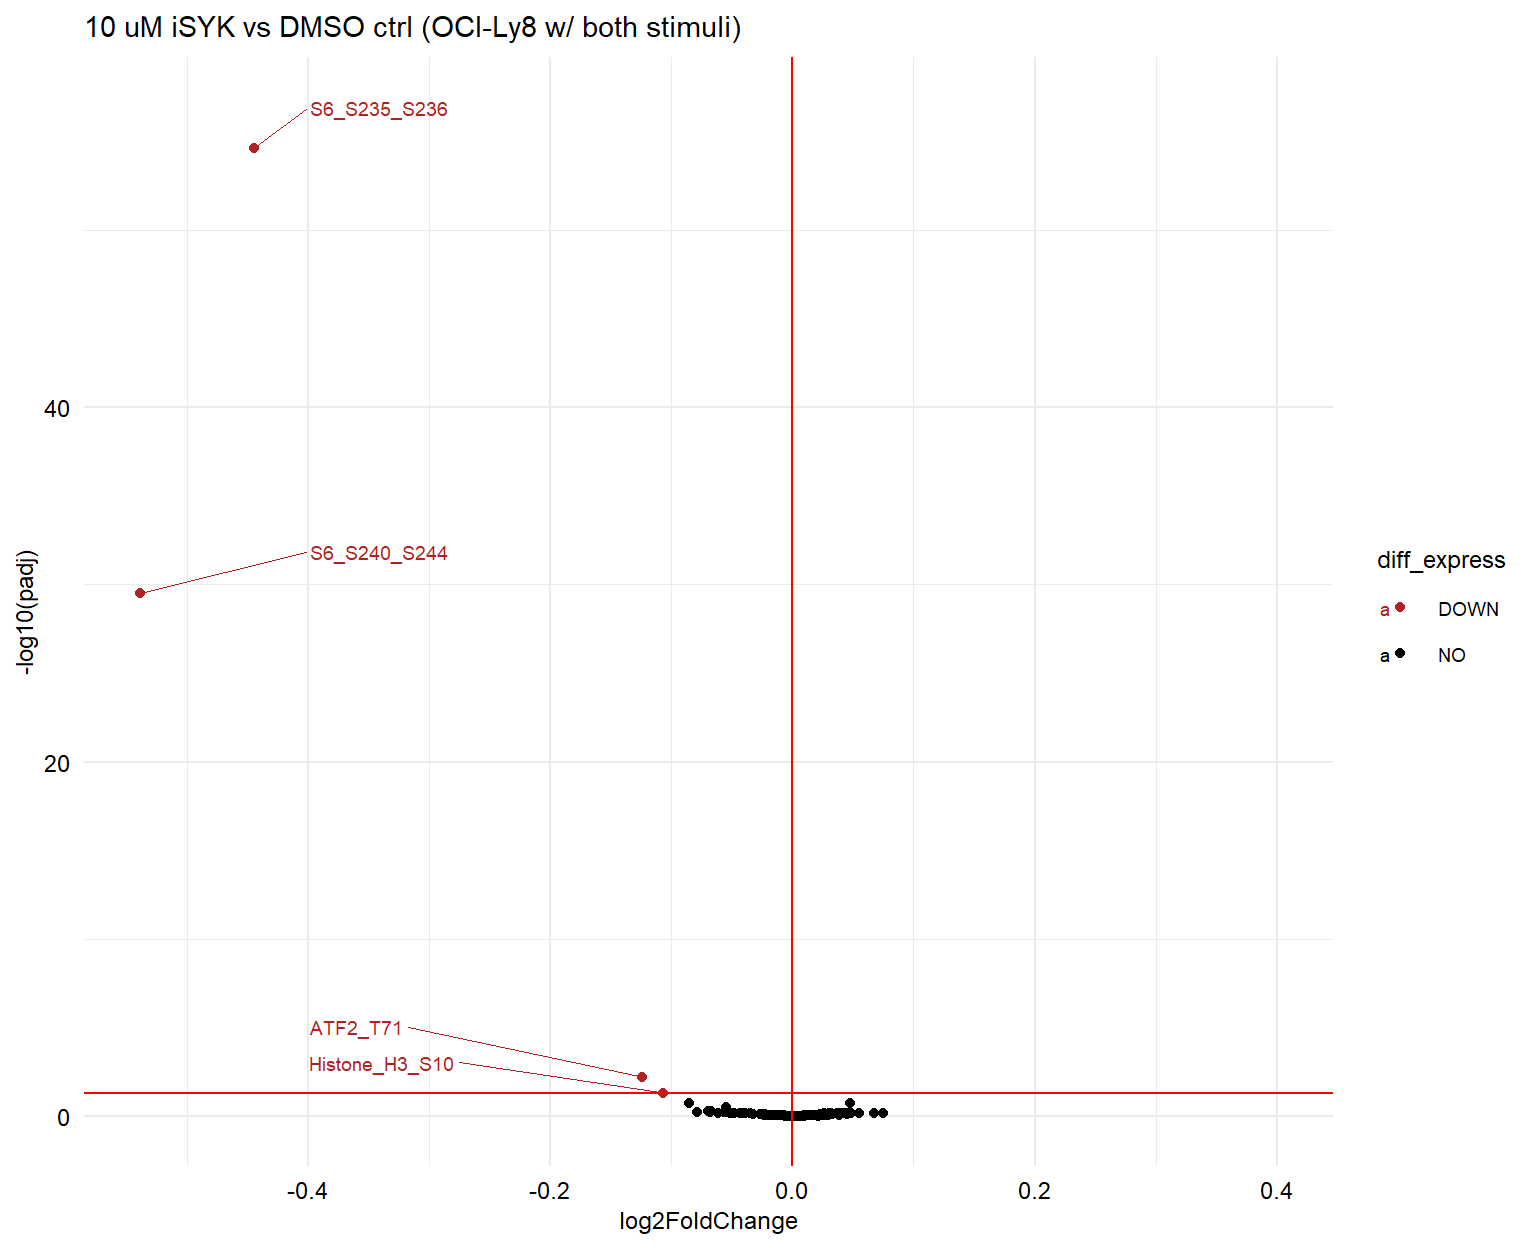 10 uM iSYK vs DMSO ctrl (OCI-Ly8 w/ both stimuli)
S6_S235_S236
40
S6_S240_S244
-log10(padj)
20
ATF2_T71
Histone_H3_S10
0
-0.4
-0.2
0.0
0.2
0.4
log2FoldChange
diff_express
a DOWN
a NO